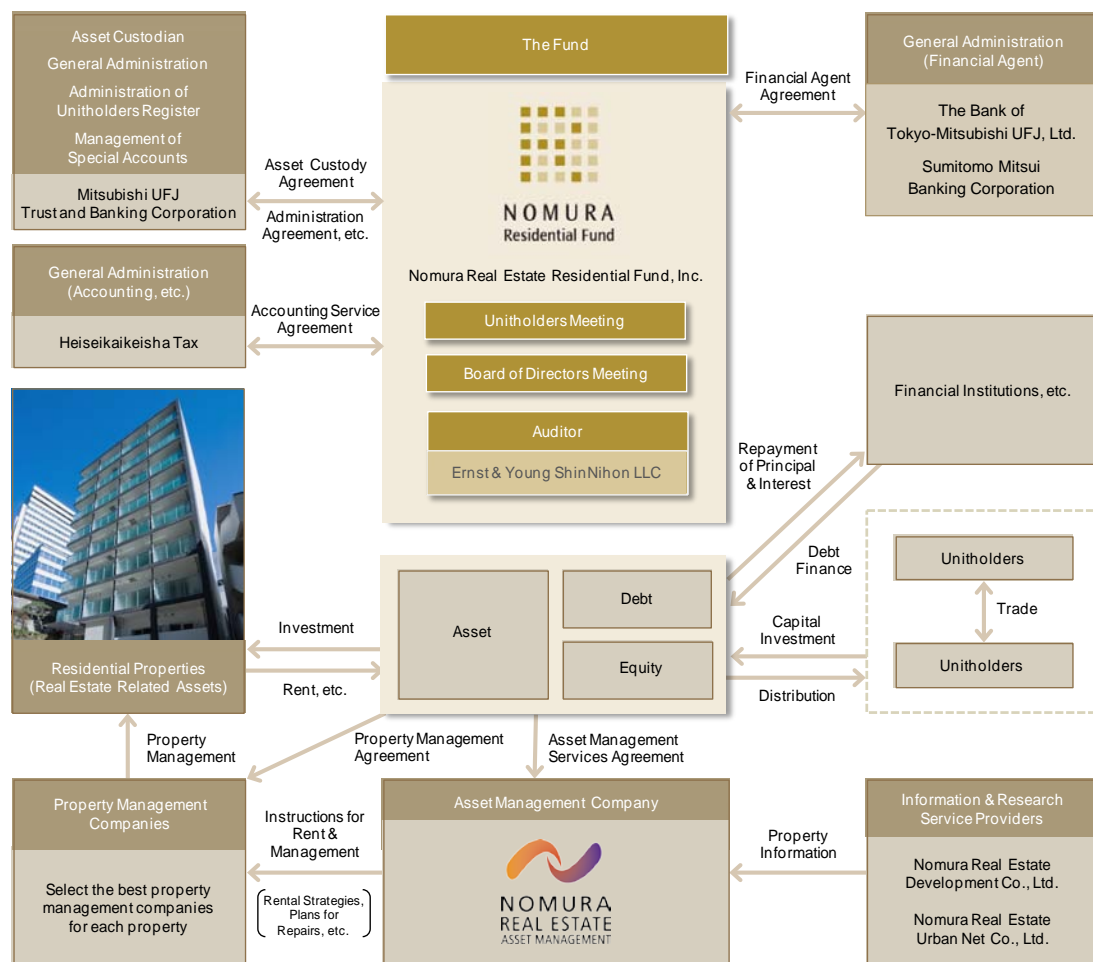 Asset Custodian
General Administration
Administration of
Unitholders Register
Management of
Special Accounts
Mitsubishi UFJ
Trust and Banking Corporation
Asset Custody
Agreement
Administration
Agreement, etc.
The Fund
NOMURA
Residential Fund
Nomura Real Estate Residential Fund, Inc.
Unitholders Meeting
Board of Directors Meeting
Auditor
Ernst & Young ShinNihon LLC
Financial Agent
Agreement
General Administration
(Financial Agent)
The Bank of
Tokyo-Mitsubishi UFJ, Ltd.
Sumitomo Mitsui
Banking Corporation
General Administration
(Accounting, etc.)
Heiseikaikeisha Tax
Accounting Service
Agreement
Financial Institutions, etc.
Repayment
of Principal
& Interest
Debt
Finance
Asset
Debt
Equity
Capital
Investment
Distribution
Unitholders
Trade
Unitholders
Investment
Rent, etc.
Residential Properties
(Real Estate Related Assets)
Property
Management
Property Management
Agreement
Asset Management
Services Agreement
Property Management
Companies
Select the best property
management companies
for each property
Instructions for
Rent &
Management
Rental Strategies,
Plans for
Repairs, etc.
Asset Management Company
NOMURA
REAL ESTATE
ASSET MANAGEMENT
Property
Information
Information & Research
Service Providers
Nomura Real Estate
Development Co., Ltd.
Nomura Real Estate
Urban Net Co., Ltd.